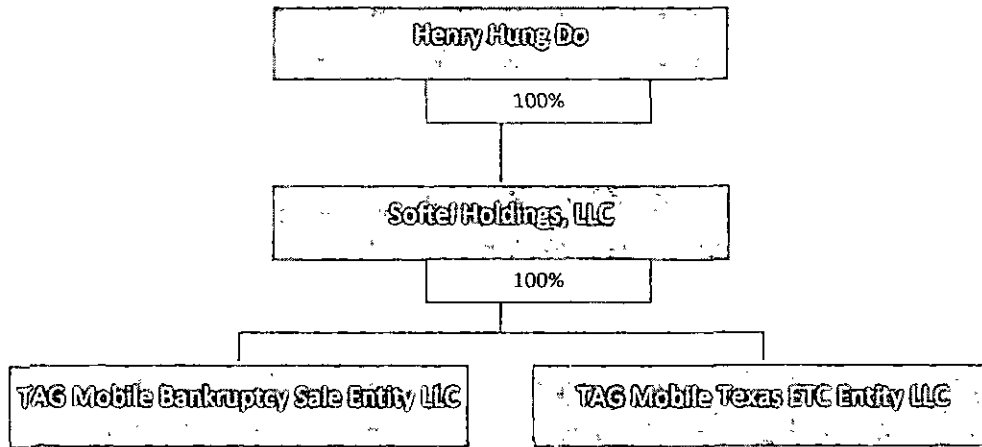 Henry Hung Do
100%
Softel Holdings, LLC
100%
TAG Mobile Bankruptcy Sale Entity LLC
TAG Mobile Texas ETC Entity LLC